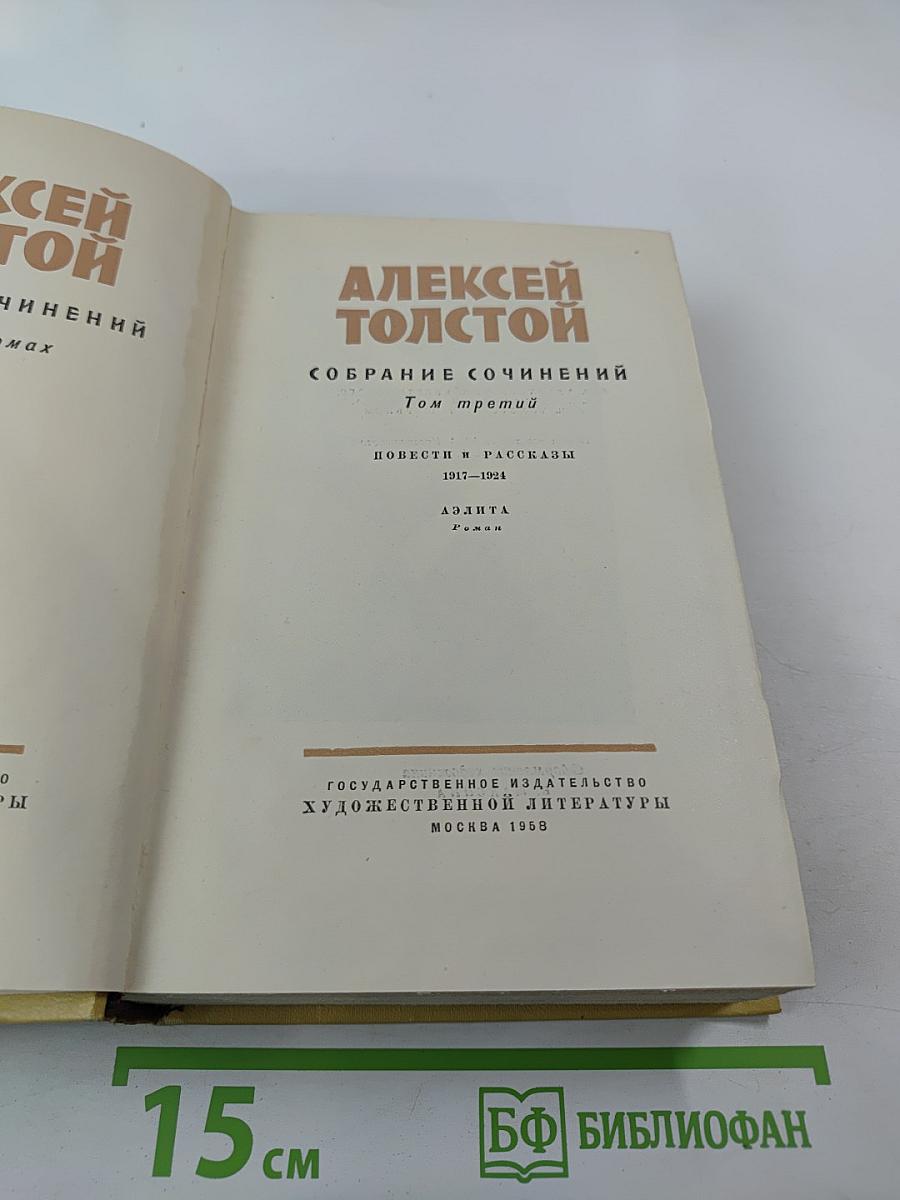 КСЕЙ
ТОЙ
ЧИНЕНИЙ
омах
О
РЫ
АЛЕКСЕЙ
ТОЛСТОЙ
СОБРАНИЕ СОЧИНЕНИЙ
Том третий
ПОВЕСТИ и РАССКАЗЫ
1917—1924
АЭЛИТА
Роман
ГОСУДАРСТВЕННОЕ ИЗДАТЕЛЬСТВО
ХУДОЖЕСТВЕННОЙ ЛИТЕРАТУРЫ
МОСКВА 1958
15 см
БФ БИБЛИОФАН